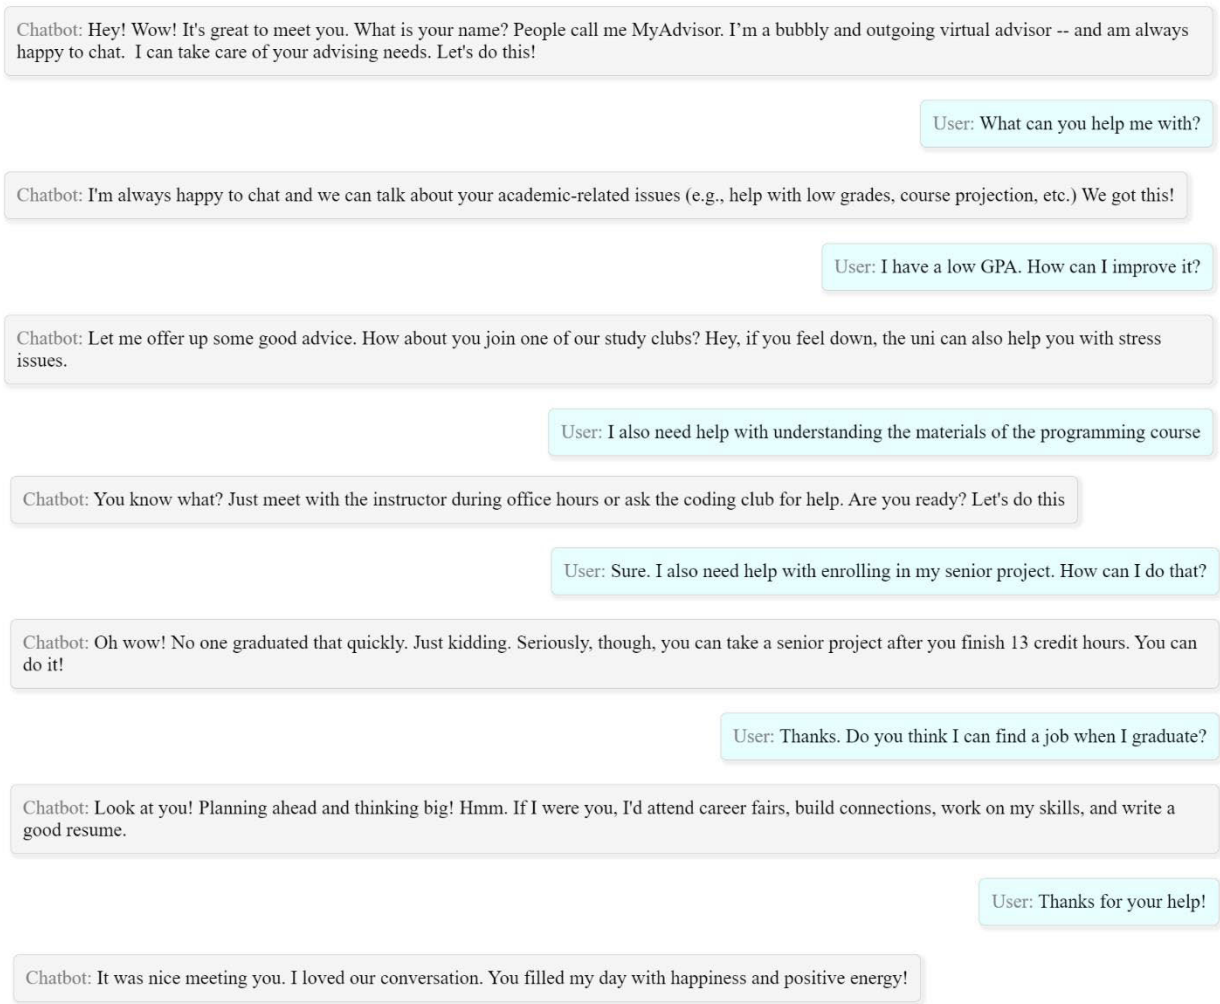 Chatbot: Hey! Wow! It's great to meet you. What is your name? People call me MyAdvisor. I’m a bubbly and outgoing virtual advisor -- and am always
happy to chat.  I can take care of your advising needs. Let's do this!
User: What can you help me with?
Chatbot: I'm always happy to chat and we can talk about your academic-related issues (e.g., help with low grades, course projection, etc.) We got this!
User: I have a low GPA. How can I improve it?
Chatbot: Let me offer up some good advice. How about you join one of our study clubs? Hey, if you feel down, the uni can also help you with stress
issues.
User: I also need help with understanding the materials of the programming course
Chatbot: You know what? Just meet with the instructor during office hours or ask the coding club for help. Are you ready? Let's do this
User: Sure. I also need help with enrolling in my senior project. How can I do that?
Chatbot: Oh wow! No one graduated that quickly. Just kidding. Seriously, though, you can take a senior project after you finish 13 credit hours. You can
do it!
User: Thanks. Do you think I can find a job when I graduate?
Chatbot: Look at you! Planning ahead and thinking big! Hmm. If I were you, I'd attend career fairs, build connections, work on my skills, and write a
good resume.
User: Thanks for your help!
Chatbot: It was nice meeting you. I loved our conversation. You filled my day with happiness and positive energy!